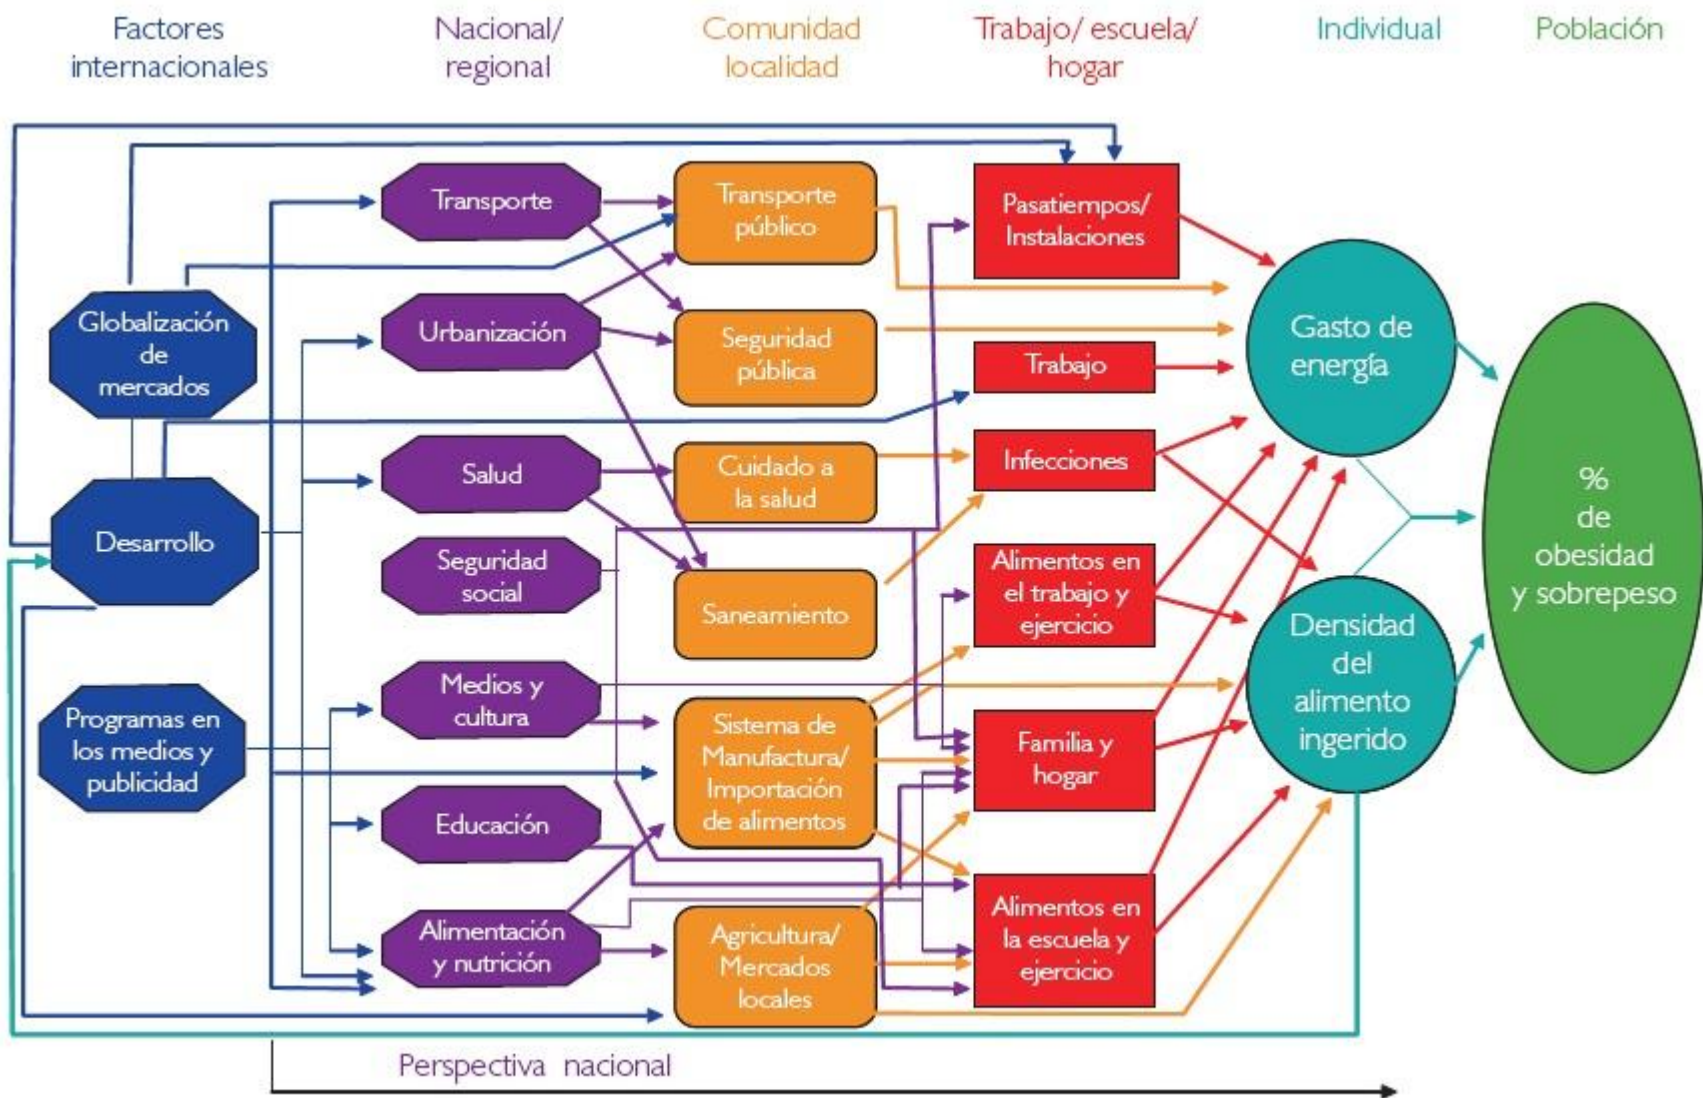 Factores
internacionales
Nacional/
regional
Comunidad
localidad
Trabajo/ escuela/
hogar
Individual
Población
Globalización
de
mercados
Desarrollo
Programas en
los medios y
publicidad
Transporte
Urbanización
Salud
Seguridad
social
Medios y
cultura
Educación
Alimentación
y nutrición
Transporte
público
Seguridad
pública
Cuidado a
la salud
Saneamiento
Sistema de
Manufactura/
Importación
de alimentos
Agricultura/
Mercados
locales
Pasatiempos/
Instalaciones
Trabajo
Infecciones
Alimentos en
el trabajo y
ejercicio
Familia y
hogar
Alimentos en
la escuela y
ejercicio
Gasto de
energía
Densidad
del
alimento
ingerido
%
de
obesidad
y sobrepeso
Perspectiva nacional